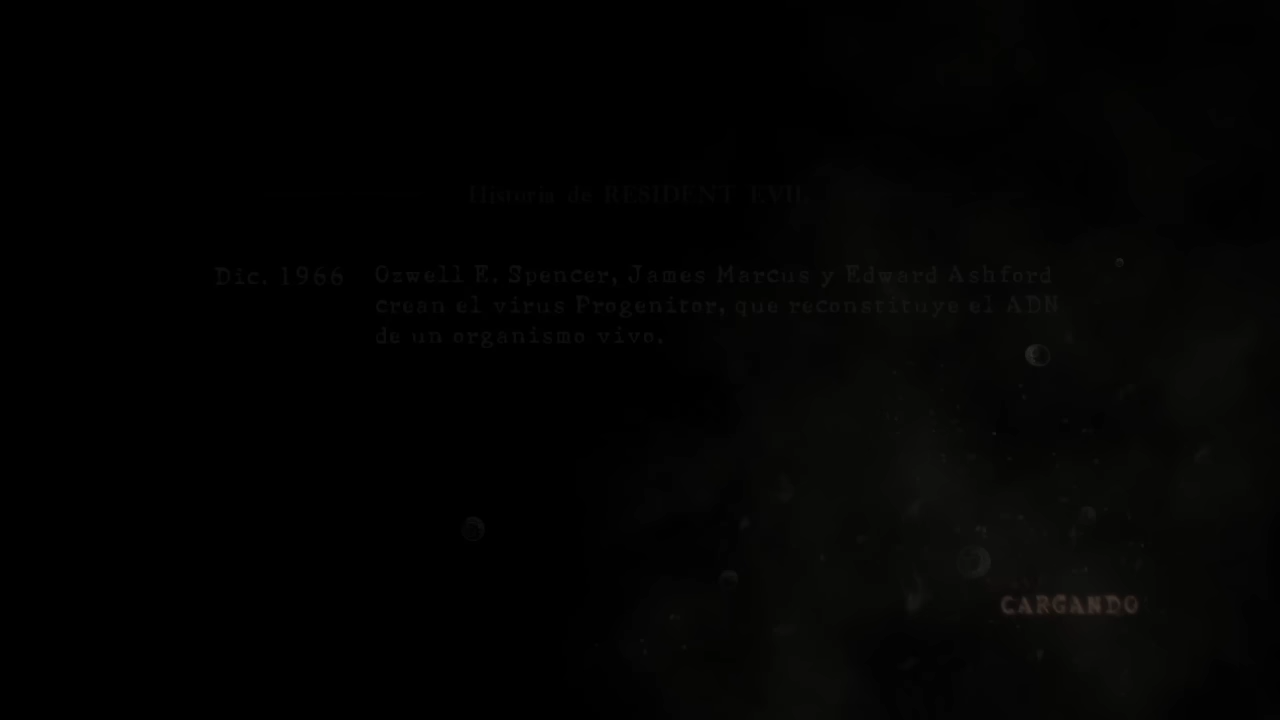 Historia de RESIDENT EVIL
Dic. 1966 Ozwell E. Spencer, James Marcus y Edward Ashford
crean el virus Progenitor, que reconstituye el ADN
de un organismo vivo.
CARGANDO